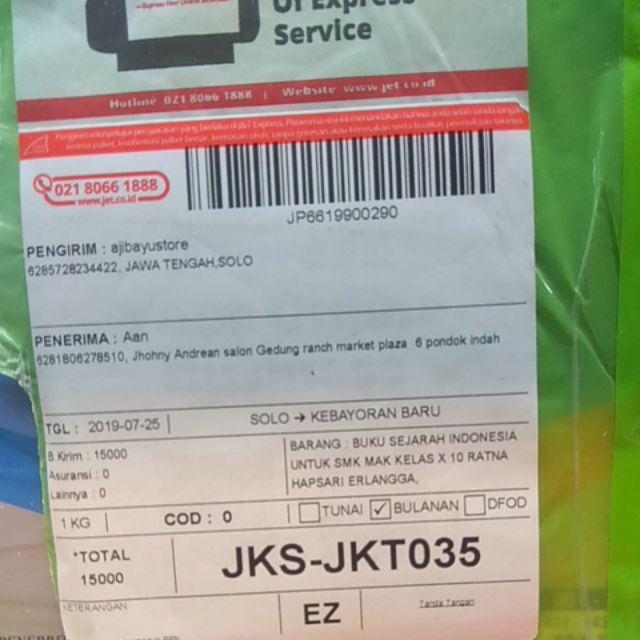 Of Express
Service
Hotline 021 8066 1888 | Website www.jet.co.id
021 8066 1888
www.jet.co.id
JP6619900290
PENGIRIM : ajibayustore
6285728234422, JAWA TENGAH,SOLO
PENERIMA : Aan
6281806278510, Jhohny Andrean salon Gedung ranch market plaza 6 pondok indah
TGL : 2019-07-25
SOLO → KEBAYORAN BARU
B.Kirim : 15000
Asuransi : 0
Lainnya : 0
BARANG : BUKU SEJARAH INDONESIA
UNTUK SMK MAK KELAS X 10 RATNA
HAPSARI ERLANGGA,
1 KG
COD : 0
TUNAI ✓ BULANAN DFOD
*TOTAL
15000
JKS-JKT035
KETERANGAN
EZ
Tanda Tangan